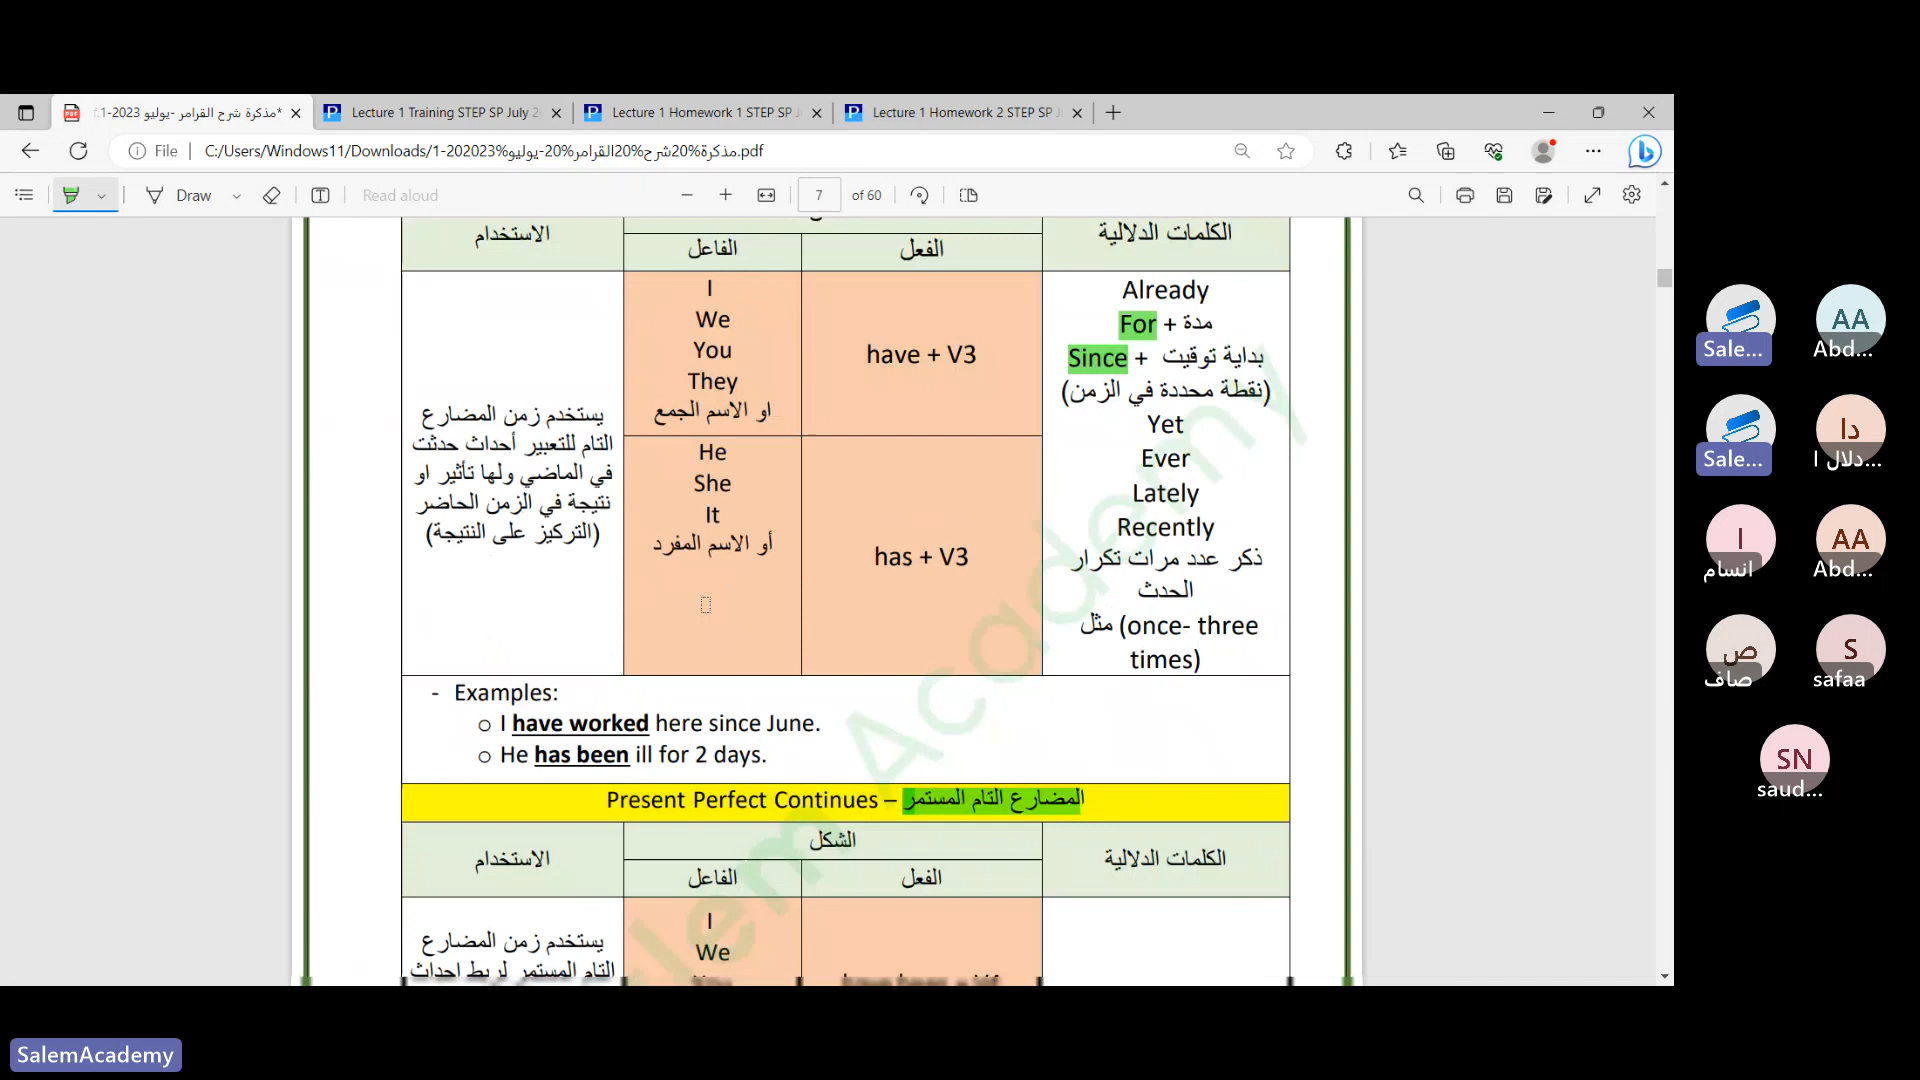 *مذكرة شرح القرامر -يوليو 2023-1.
Lecture 1 Training STEP SP July 2
Lecture 1 Homework 1 STEP SP J
Lecture 1 Homework 2 STEP SP J
File
C:/Users/Windows11/Downloads/1-202023%مذكرة%20شرح%20القرامر%20-يوليو.pdf
Draw
Read aloud
7
of 60
الاستخدام
الفاعل
الفعل
الكلمات الدلالية
يستخدم زمن المضارع
التام للتعبير أحداث حدثت
في الماضي ولها تأثير او
نتيجة في الزمن الحاضر
(التركيز على النتيجة)
I
We
You
They
او الاسم الجمع
have + V3
He
She
It
أو الاسم المفرد
has + V3
Already
For + مدة
Since + بداية توقيت
(نقطة محددة في الزمن)
Yet
Ever
Lately
Recently
ذكر عدد مرات تكرار
الحدث
مثل (once- three
times)
- Examples:
o I have worked here since June.
o He has been ill for 2 days.
Present Perfect Continues – المضارع التام المستمر
الاستخدام
الشكل
الفاعل
الفعل
الكلمات الدلالية
يستخدم زمن المضارع
التام المستمر لربط احداث
I
We
Salem Academy
Sale...
AA
Abd...
Sale...
دا
دلال ا...
ا
انسام
AA
Abd...
ص
صاف
S
safaa
SN
saud...
SalemAcademy